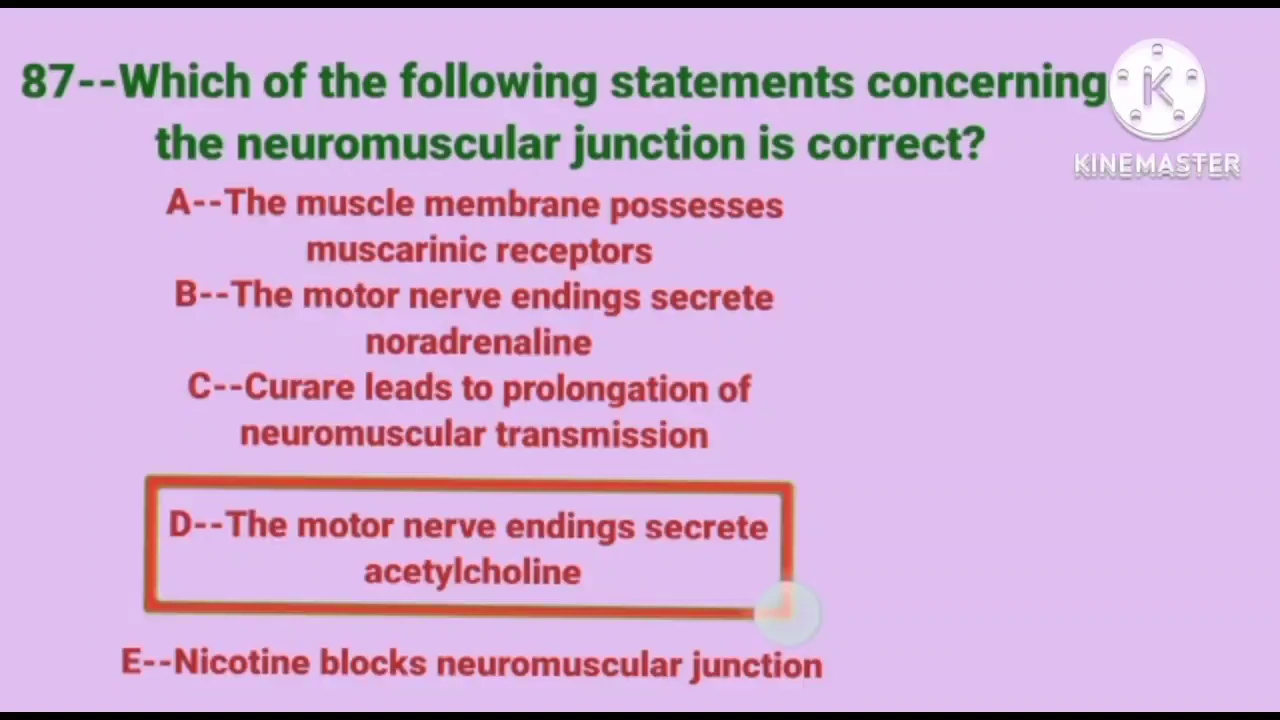 87--Which of the following statements concerning
the neuromuscular junction is correct?
A--The muscle membrane possesses
muscarinic receptors
B--The motor nerve endings secrete
noradrenaline
C--Curare leads to prolongation of
neuromuscular transmission
D--The motor nerve endings secrete
acetylcholine
E--Nicotine blocks neuromuscular junction
K
KINEMASTER